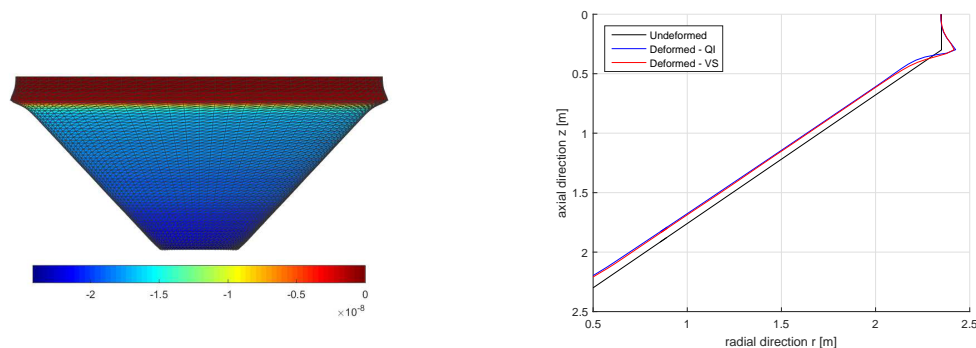 -2 -1.5 -1 -0.5 0
×10⁻⁸
0
0.5
1
1.5
2
2.5
axial direction z [m]
Undeformed
Deformed - QI
Deformed - VS
0.5 1 1.5 2 2.5
radial direction r [m]